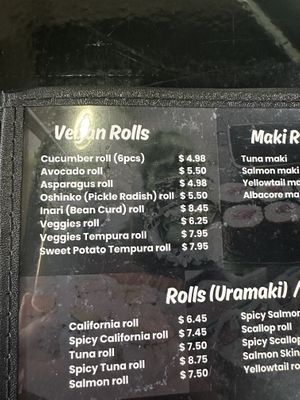 Vegan Rolls
Cucumber roll (6pcs) $ 4.98
Avocado roll $ 5.50
Asparagus roll $ 4.98
Oshinko (Pickle Radish) roll $ 5.50
Inari (Bean Curd) roll $ 8.45
Veggies roll $ 6.25
Veggies Tempura roll $ 7.95
Sweet Potato Tempura roll $ 7.95
Maki R
Tuna maki
Salmon maki
Yellowtail ma
Albacore ma
Rolls (Uramaki) /
California roll $ 6.45
Spicy California roll $ 7.45
Tuna roll $ 7.50
Spicy Tuna roll $ 8.75
Salmon roll $ 7.50
Spicy Salmon
Scallop roll
Spicy Scallop
Salmon Skin
Yellowtail ro